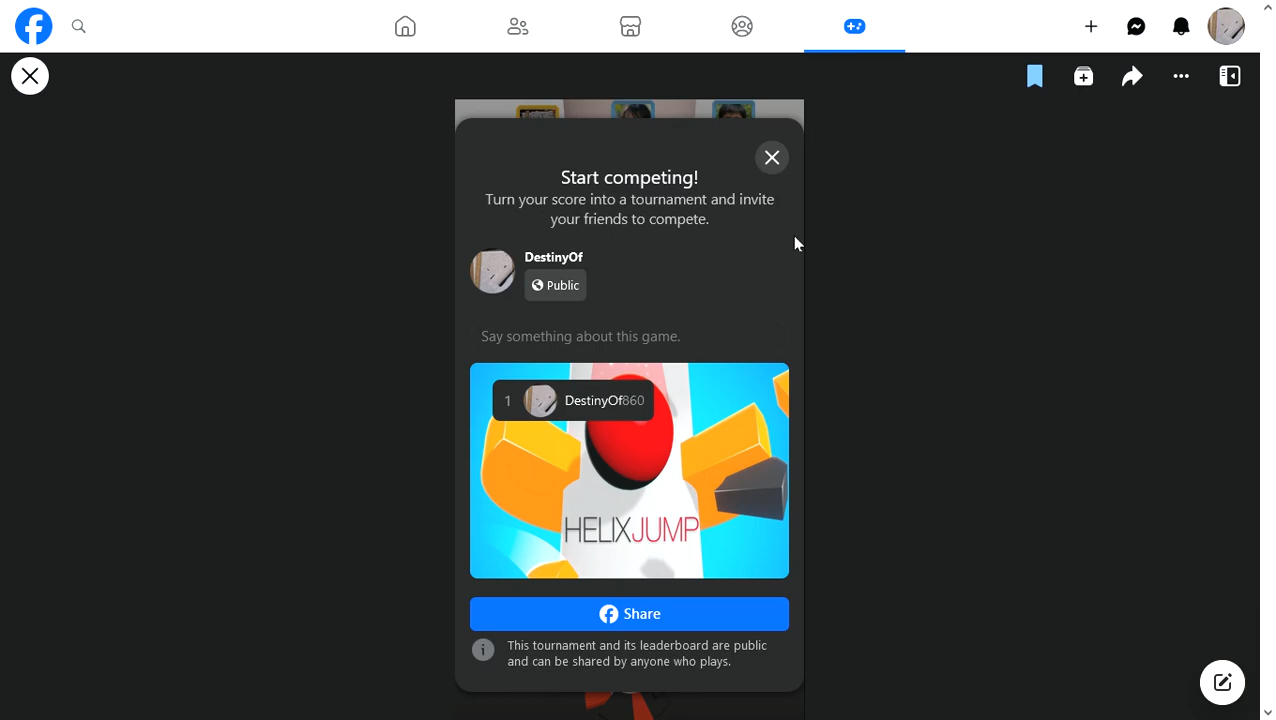 Start competing!
Turn your score into a tournament and invite
your friends to compete.
DestinyOf
Public
Say something about this game.
1 DestinyOf860
HELIXJUMP
Share
This tournament and its leaderboard are public
and can be shared by anyone who plays.